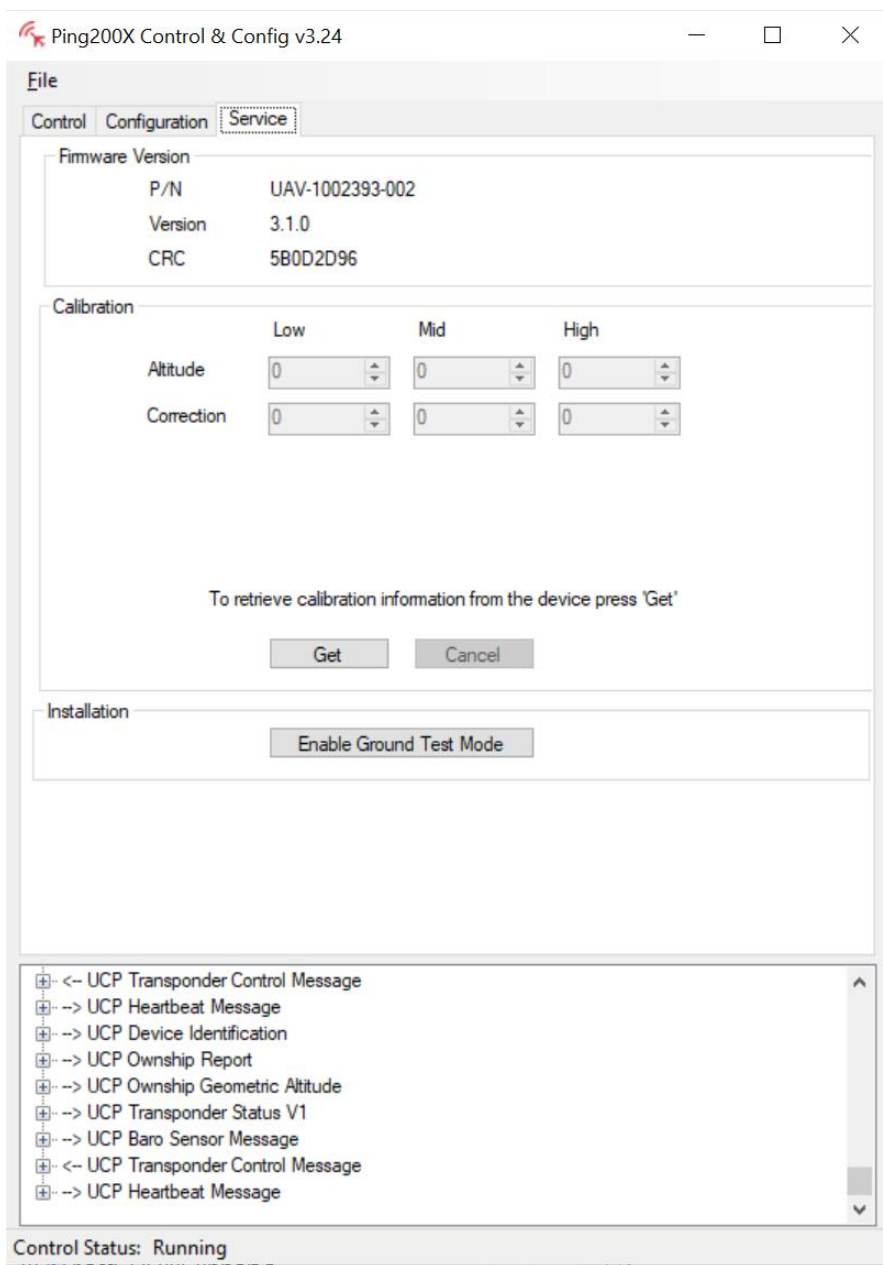 Ping200X Control & Config v3.24
File
Control Configuration Service
Firmware Version
P/N UAV-1002393-002
Version 3.1.0
CRC 5B0D2D96
Calibration
Low Mid High
Altitude 0 0 0
Correction 0 0 0
To retrieve calibration information from the device press 'Get'
Get Cancel
Installation
Enable Ground Test Mode
<-- UCP Transponder Control Message
--> UCP Heartbeat Message
--> UCP Device Identification
--> UCP Ownship Report
--> UCP Ownship Geometric Altitude
--> UCP Transponder Status V1
--> UCP Baro Sensor Message
<-- UCP Transponder Control Message
--> UCP Heartbeat Message
Control Status: Running